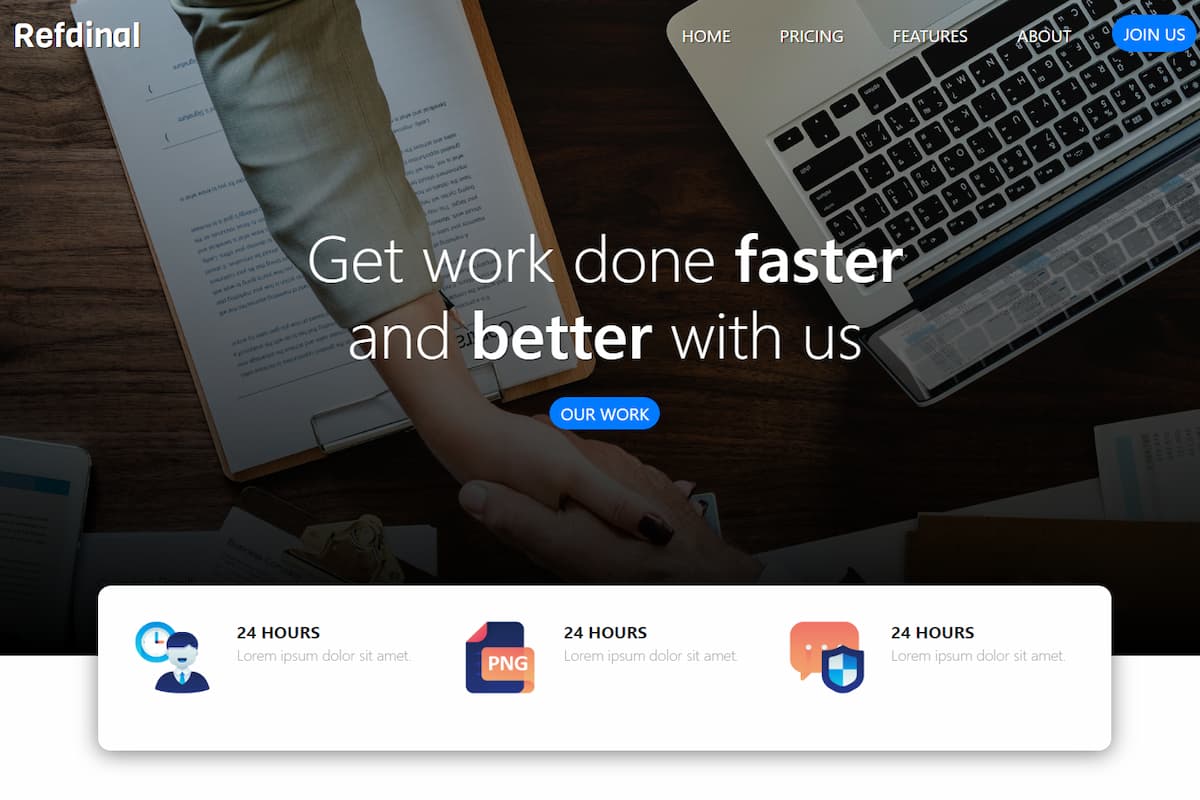 Refdinal
HOME PRICING FEATURES ABOUT JOIN US
Get work done faster
and better with us
OUR WORK
24 HOURS
Lorem ipsum dolor sit amet.
PNG
24 HOURS
Lorem ipsum dolor sit amet.
24 HOURS
Lorem ipsum dolor sit amet.